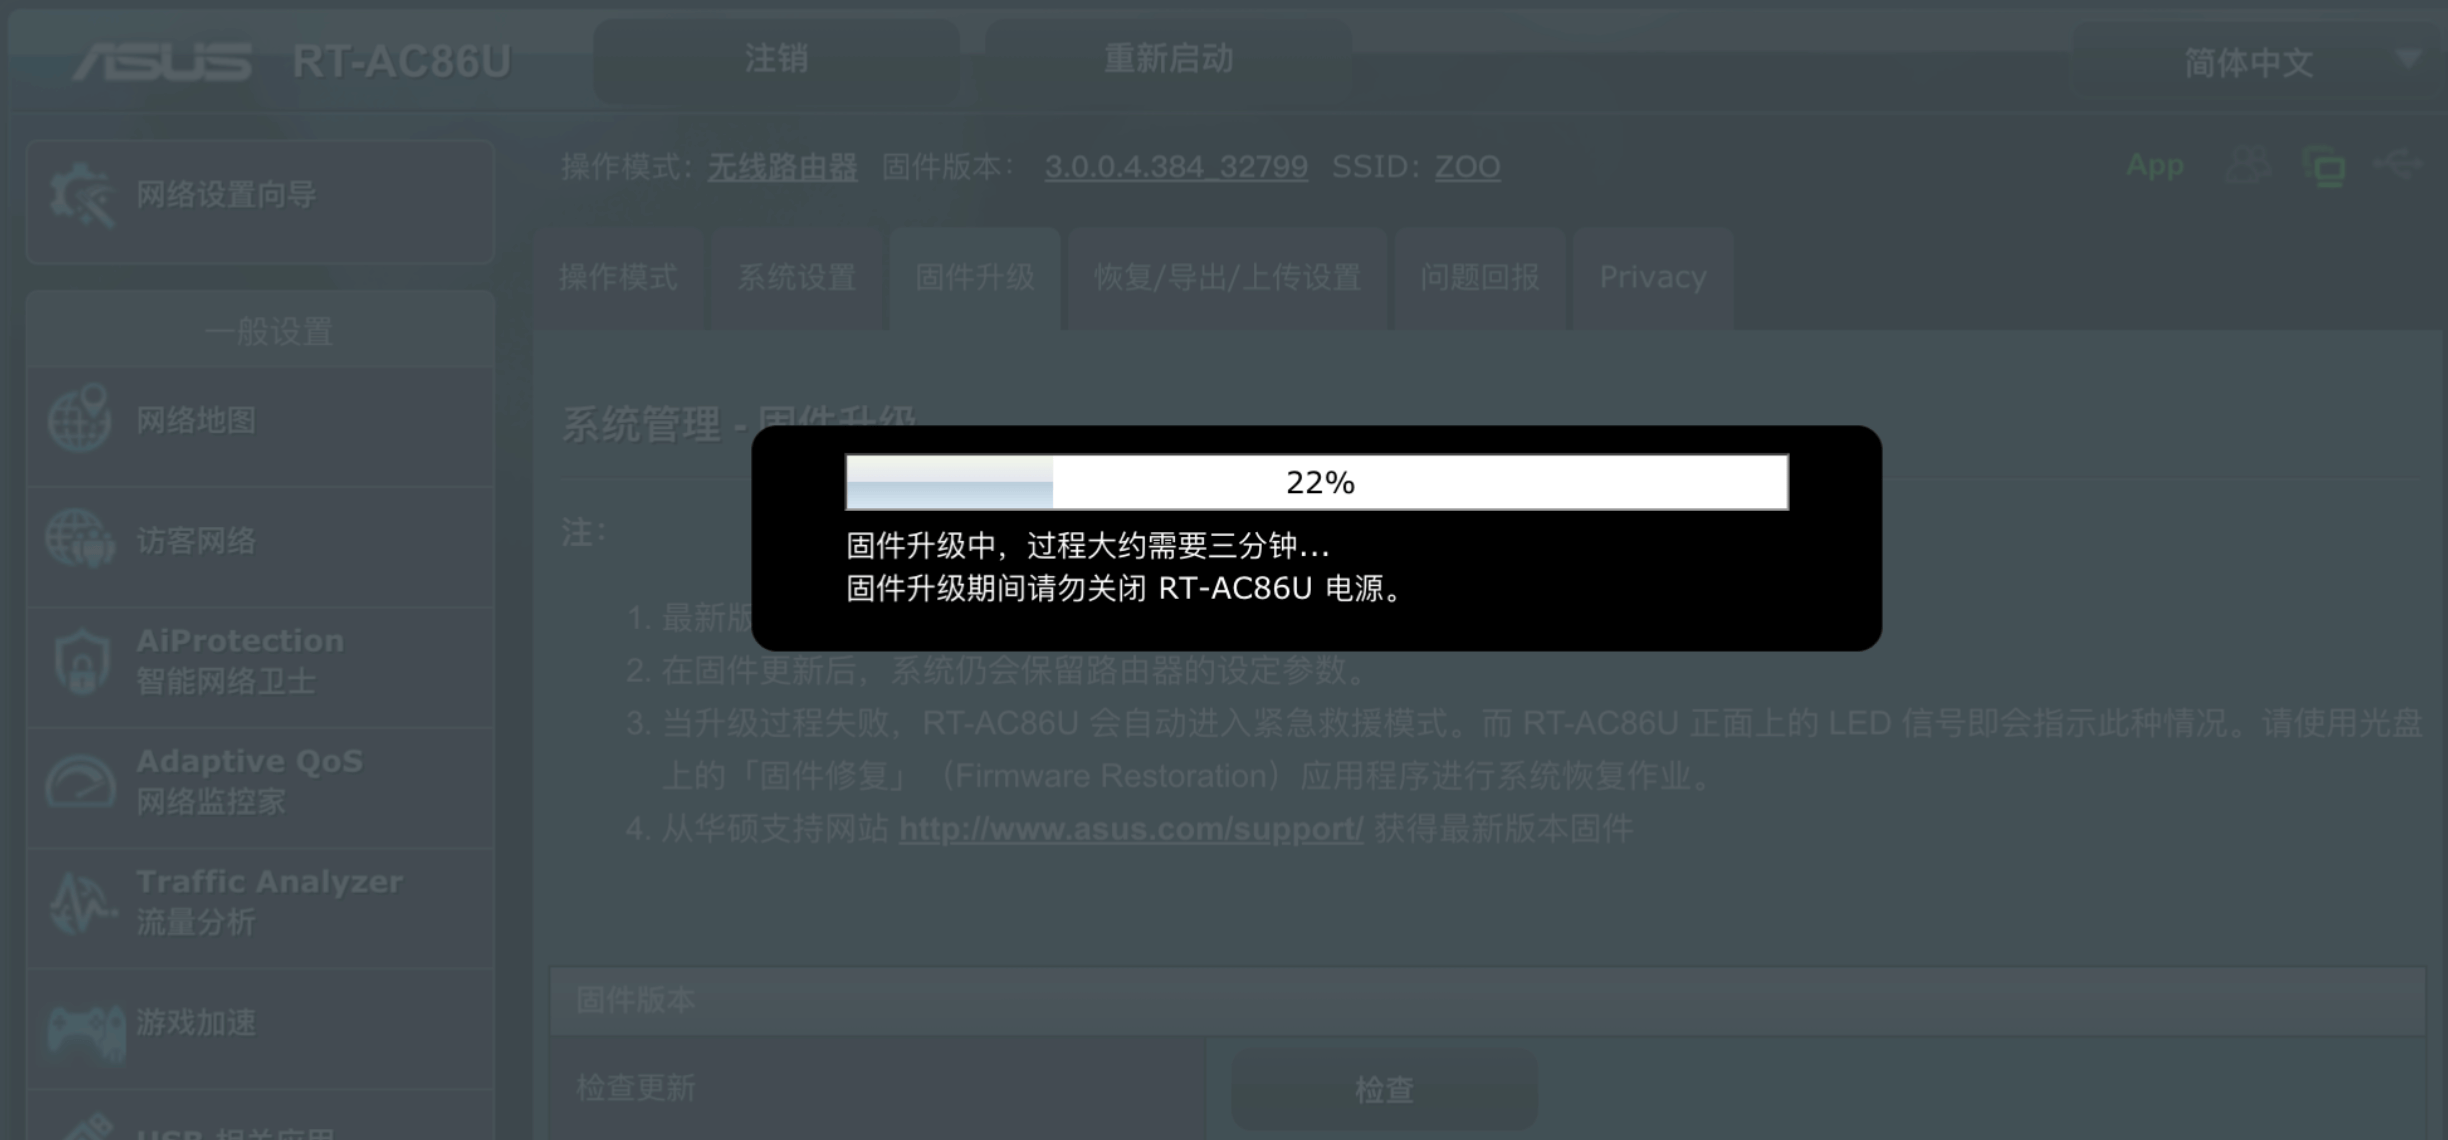 ASUS RT-AC86U 注销 重新启动 简体中文
操作模式: 无线路由器 固件版本: 3.0.0.4.384_32799 SSID: ZOO App
网络设置向导
操作模式 系统设置 固件升级 恢复/导出/上传设置 问题回报 Privacy
一般设置
网络地图
访客网络
AiProtection
智能网络卫士
Adaptive QoS
网络监控家
Traffic Analyzer
流量分析
游戏加速
USB 相关应用
系统管理 - 固件升级
22%
固件升级中，过程大约需要三分钟...
固件升级期间请勿关闭 RT-AC86U 电源。
注:
1. 最新版
2. 在固件更新后，系统仍会保留路由器的设定参数。
3. 当升级过程失败，RT-AC86U 会自动进入紧急救援模式。而 RT-AC86U 正面上的 LED 信号即会指示此种情况。请使用光盘
上的「固件修复」（Firmware Restoration）应用程序进行系统恢复作业。
4. 从华硕支持网站 http://www.asus.com/support/ 获得最新版本固件
固件版本
检查更新 检查